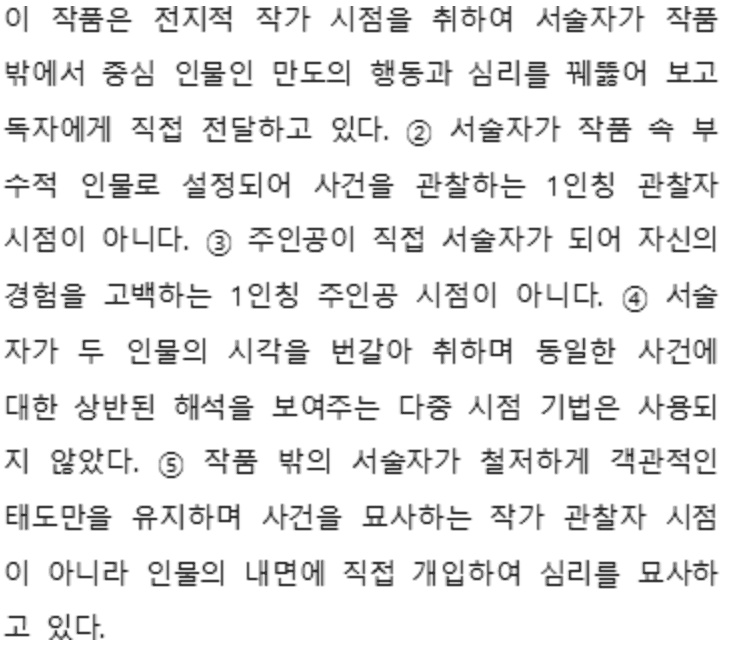 이 작품은 전지적 작가 시점을 취하여 서술자가 작품
밖에서 중심 인물인 만도의 행동과 심리를 꿰뚫어 보고
독자에게 직접 전달하고 있다. ② 서술자가 작품 속 부
수적 인물로 설정되어 사건을 관찰하는 1인칭 관찰자
시점이 아니다. ③ 주인공이 직접 서술자가 되어 자신의
경험을 고백하는 1인칭 주인공 시점이 아니다. ④ 서술
자가 두 인물의 시각을 번갈아 취하며 동일한 사건에
대한 상반된 해석을 보여주는 다중 시점 기법은 사용되
지 않았다. ⑤ 작품 밖의 서술자가 철저하게 객관적인
태도만을 유지하며 사건을 묘사하는 작가 관찰자 시점
이 아니라 인물의 내면에 직접 개입하여 심리를 묘사하
고 있다.